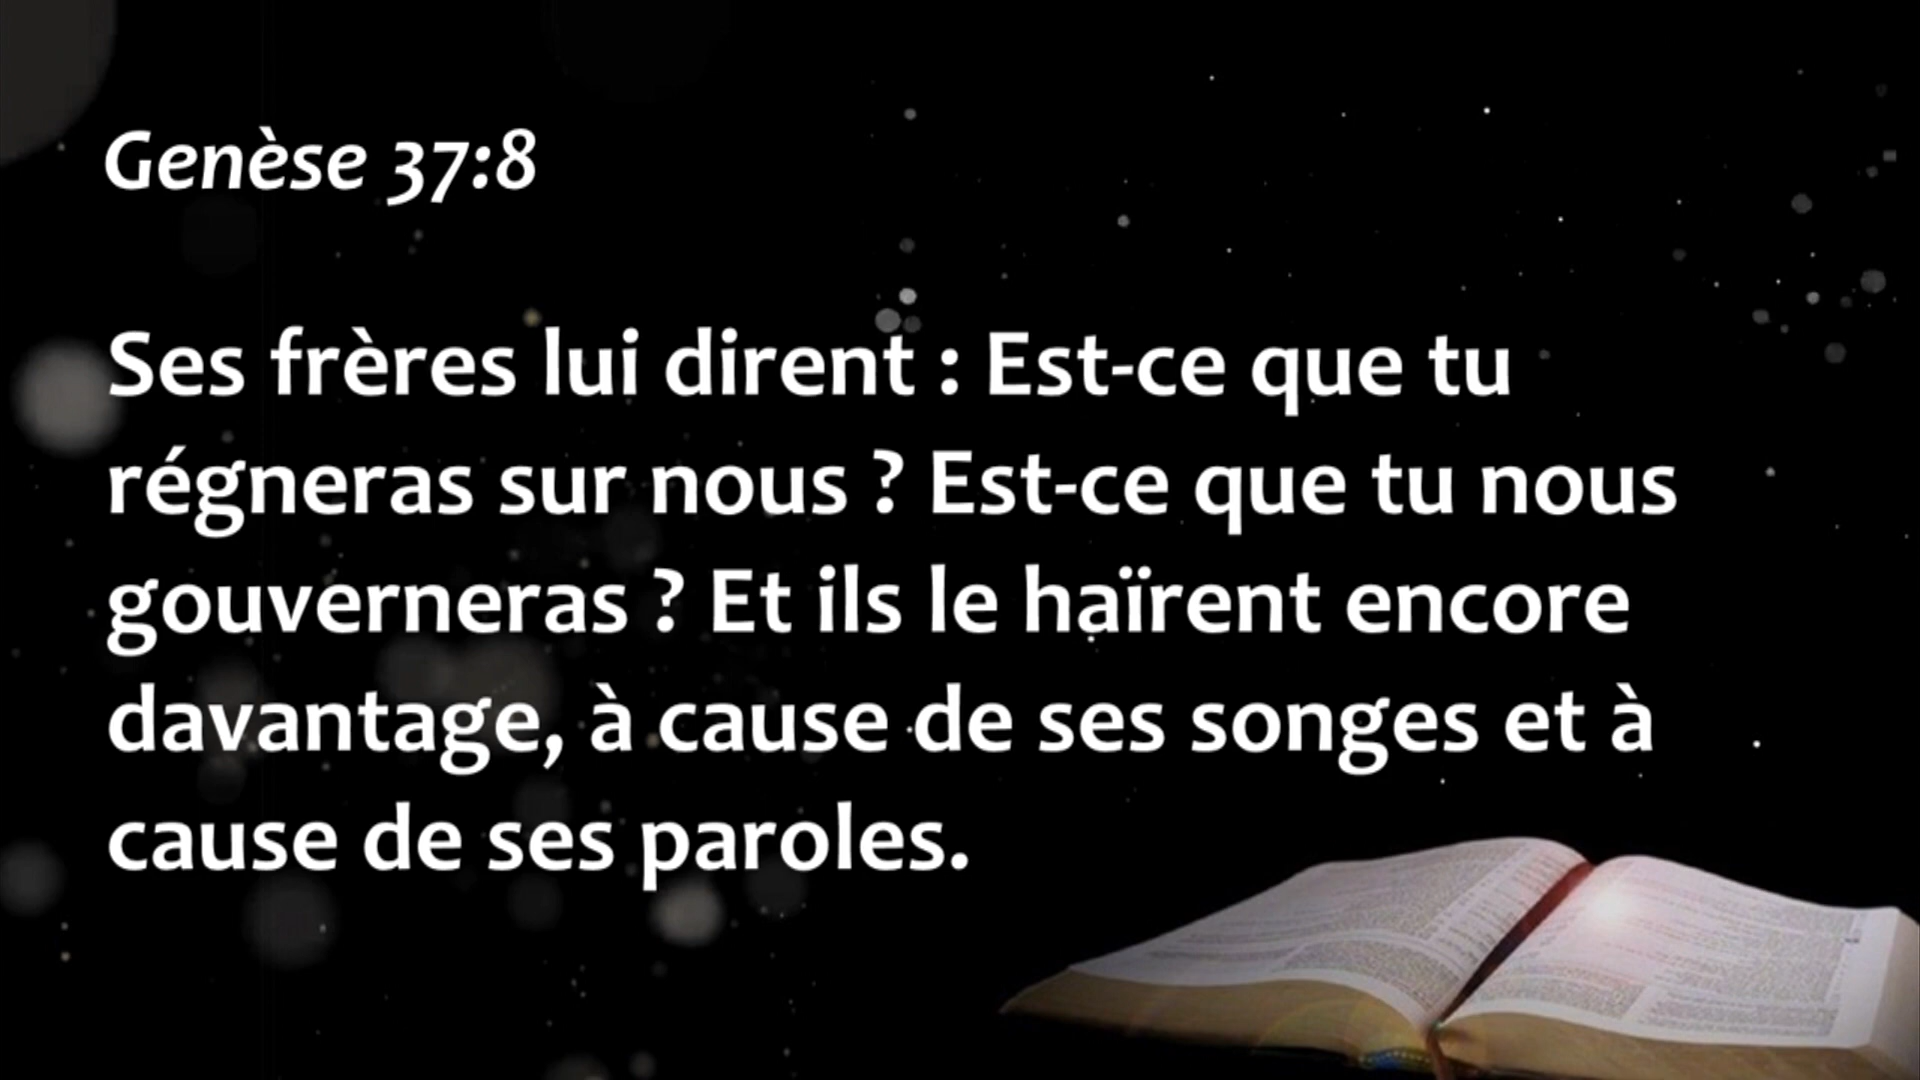 Genèse 37:8
Ses frères lui dirent : Est-ce que tu
régneras sur nous ? Est-ce que tu nous
gouverneras ? Et ils le haïrent encore
davantage, à cause de ses songes et à
cause de ses paroles.